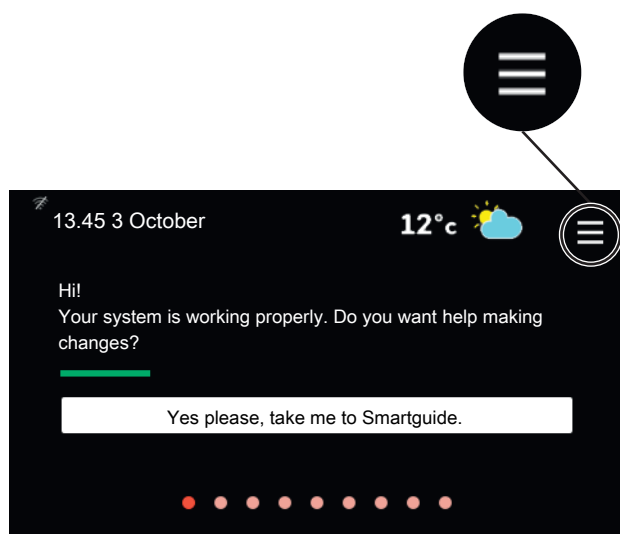 13.45 3 October
12°c
Hi!
Your system is working properly. Do you want help making
changes?
Yes please, take me to Smartguide.